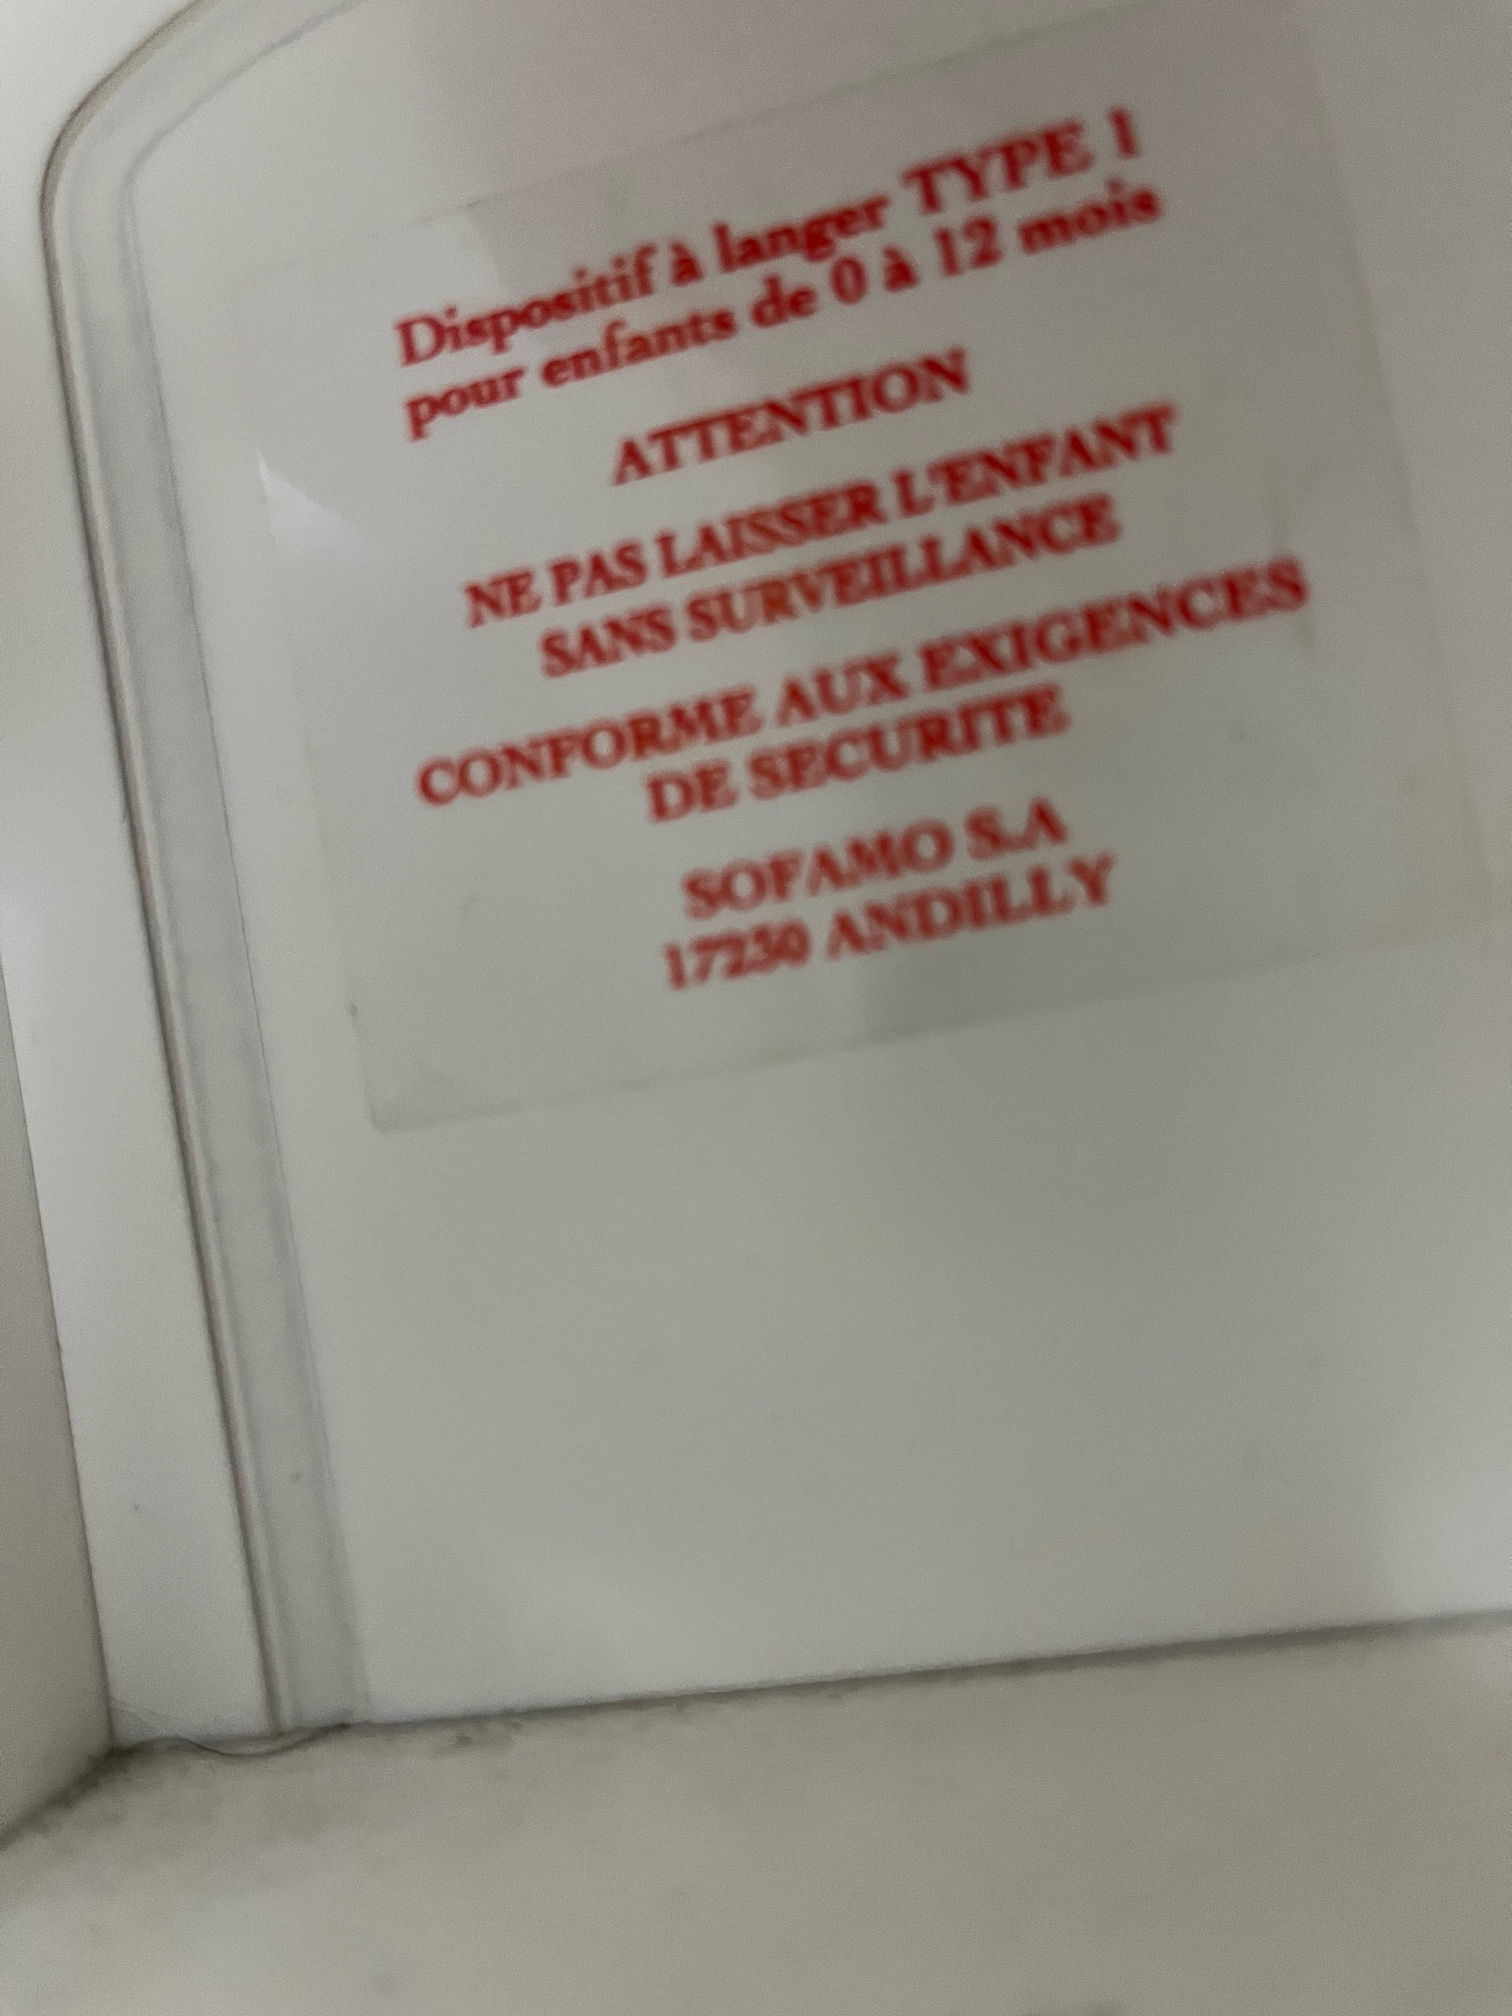 Dispositif à langer TYPE 1
pour enfants de 0 à 12 mois
ATTENTION
NE PAS LAISSER L'ENFANT
SANS SURVEILLANCE
CONFORME AUX EXIGENCES
DE SECURITE
SOFAMO S.A
17230 ANDILLY